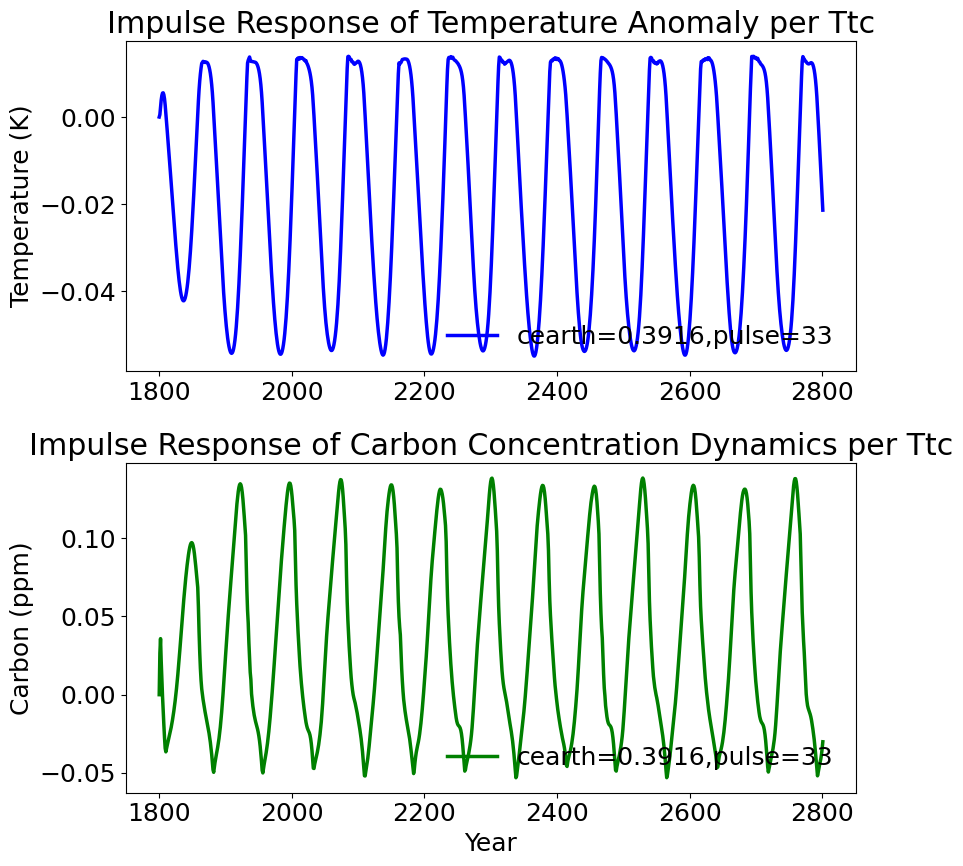 Impulse Response of Temperature Anomaly per Ttc
0.00
−0.02
−0.04
Temperature (K)
cearth=0.3916,pulse=33
1800 2000 2200 2400 2600 2800
Impulse Response of Carbon Concentration Dynamics per Ttc
0.10
0.05
0.00
−0.05
Carbon (ppm)
cearth=0.3916,pulse=33
1800 2000 2200 2400 2600 2800
Year